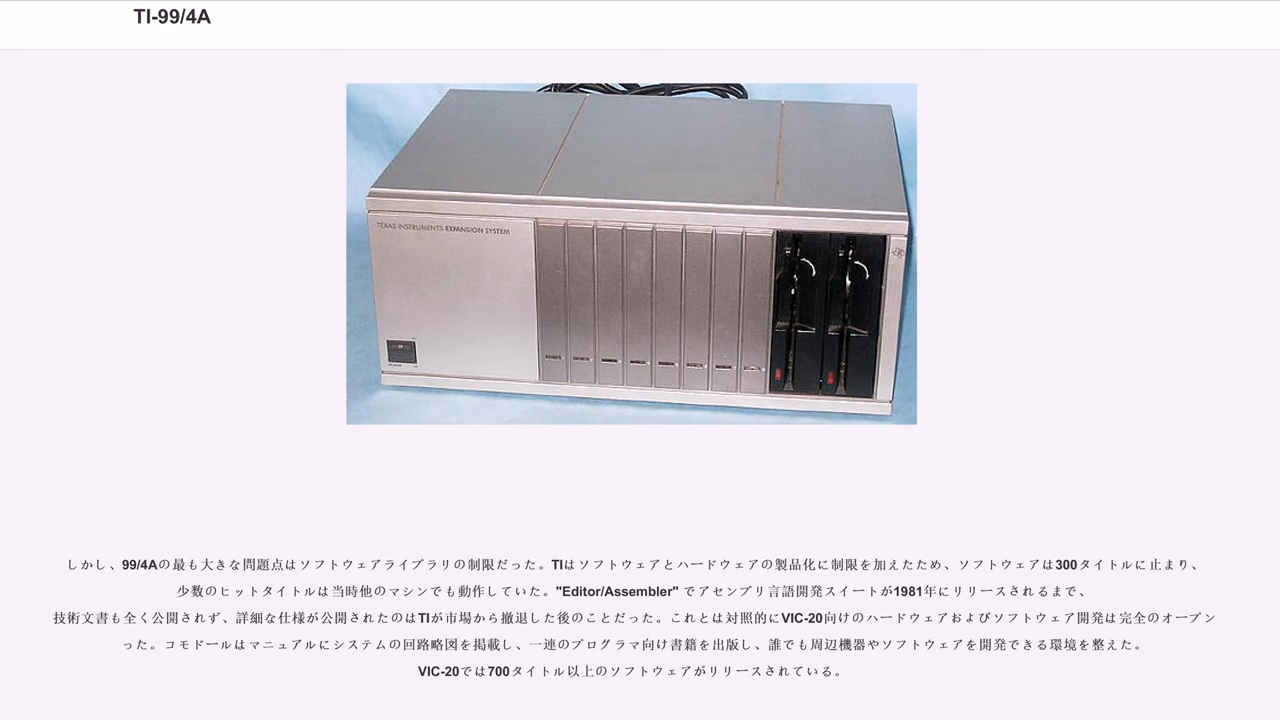 TI-99/4A
TEXAS INSTRUMENTS EXPANSION SYSTEM
しかし、99/4Aの最も大きな問題点はソフトウェアライブラリの制限だった。TIはソフトウェアとハードウェアの製品化に制限を加えたため、ソフトウェアは300タイトルに止まり、
少数のヒットタイトルは当時他のマシンでも動作していた。"Editor/Assembler" でアセンブリ言語開発スイートが1981年にリリースされるまで、
技術文書も全く公開されず、詳細な仕様が公開されたのはTIが市場から撤退した後のことだった。これとは対照的にVIC-20向けのハードウェアおよびソフトウェア開発は完全のオープン
った。コモドールはマニュアルにシステムの回路略図を掲載し、一連のプログラマ向け書籍を出版し、誰でも周辺機器やソフトウェアを開発できる環境を整えた。
VIC-20では700タイトル以上のソフトウェアがリリースされている。